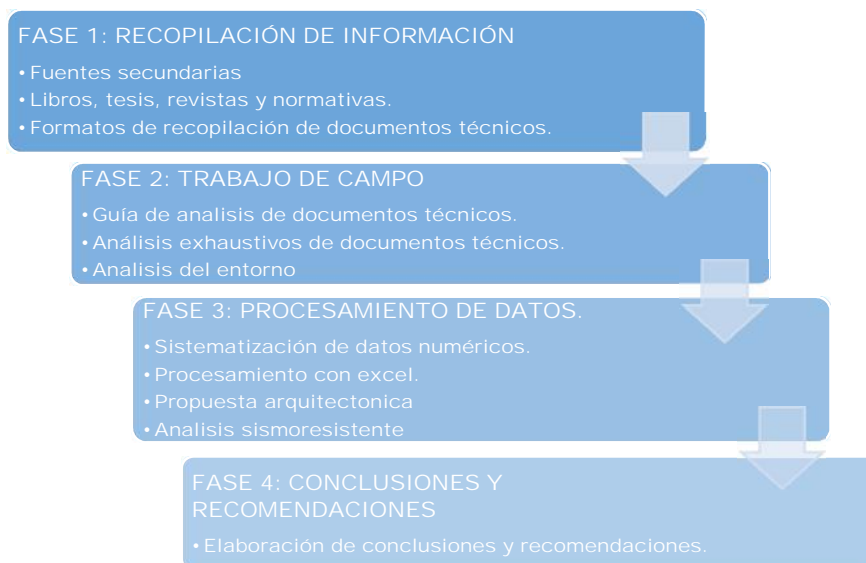 FASE 1: RECOPILACIÓN DE INFORMACIÓN
• Fuentes secundarias
• Libros, tesis, revistas y normativas.
• Formatos de recopilación de documentos técnicos.
FASE 2: TRABAJO DE CAMPO
• Guía de analisis de documentos técnicos.
• Análisis exhaustivos de documentos técnicos.
• Analisis del entorno
FASE 3: PROCESAMIENTO DE DATOS.
• Sistematización de datos numéricos.
• Procesamiento con excel.
• Propuesta arquitectonica
• Analisis sismoresistente
FASE 4: CONCLUSIONES Y
RECOMENDACIONES
• Elaboración de conclusiones y recomendaciones.